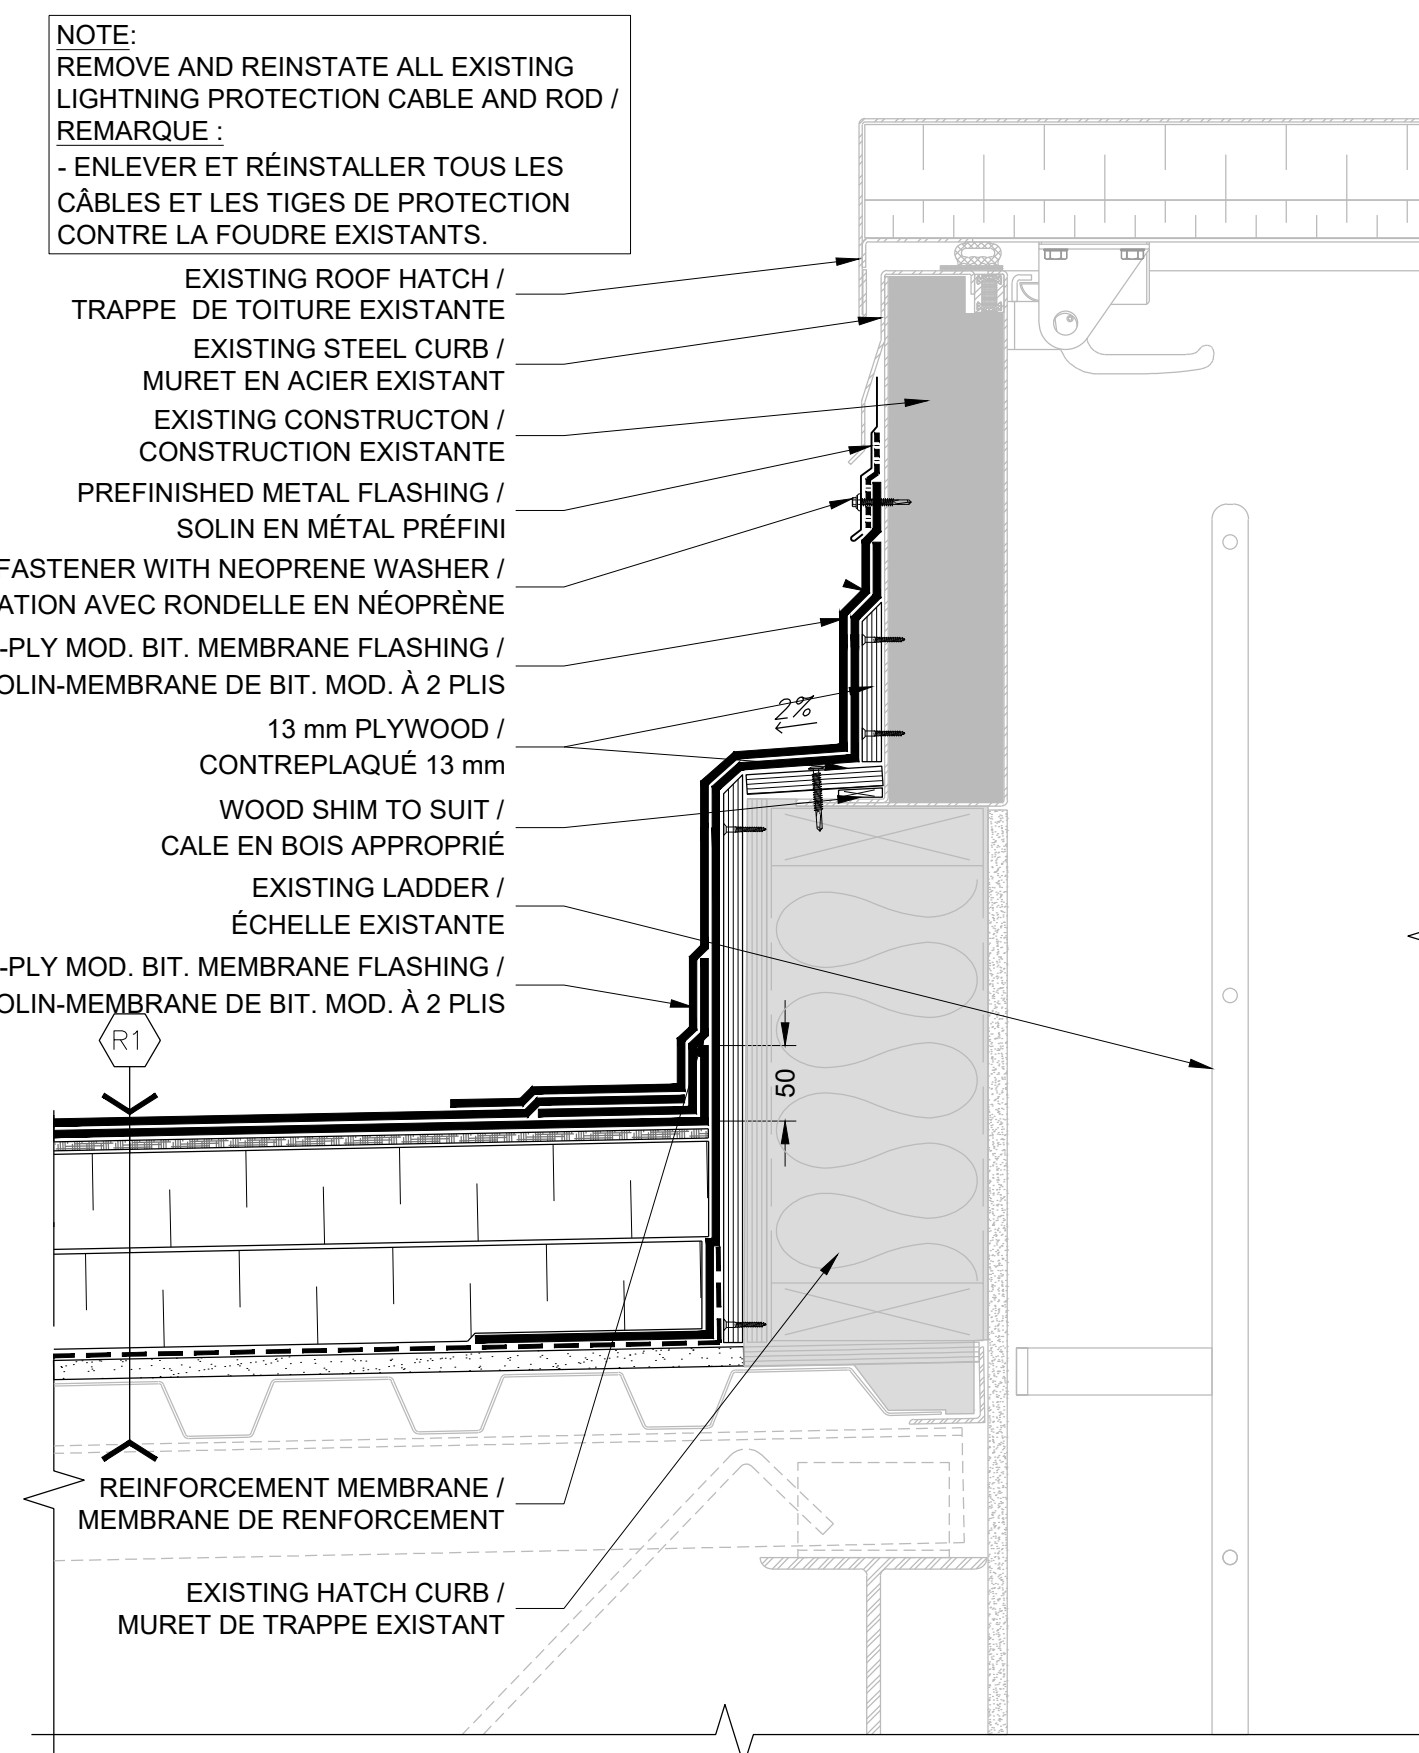 NOTE:
REMOVE AND REINSTATE ALL EXISTING
LIGHTNING PROTECTION CABLE AND ROD /
REMARQUE :
- ENLEVER ET RÉINSTALLER TOUS LES
CÂBLES ET LES TIGES DE PROTECTION
CONTRE LA FOUDRE EXISTANTS.
EXISTING ROOF HATCH /
TRAPPE DE TOITURE EXISTANTE
EXISTING STEEL CURB /
MURET EN ACIER EXISTANT
EXISTING CONSTRUCTON /
CONSTRUCTION EXISTANTE
PREFINISHED METAL FLASHING /
SOLIN EN MÉTAL PRÉFINI
FASTENER WITH NEOPRENE WASHER /
ATION AVEC RONDELLE EN NÉOPRÈNE
-PLY MOD. BIT. MEMBRANE FLASHING /
OLIN-MEMBRANE DE BIT. MOD. À 2 PLIS
2%
13 mm PLYWOOD /
CONTREPLAQUÉ 13 mm
WOOD SHIM TO SUIT /
CALE EN BOIS APPROPRIÉ
EXISTING LADDER /
ÉCHELLE EXISTANTE
-PLY MOD. BIT. MEMBRANE FLASHING /
OLIN-MEMBRANE DE BIT. MOD. À 2 PLIS
R1
50
REINFORCEMENT MEMBRANE /
MEMBRANE DE RENFORCEMENT
EXISTING HATCH CURB /
MURET DE TRAPPE EXISTANT